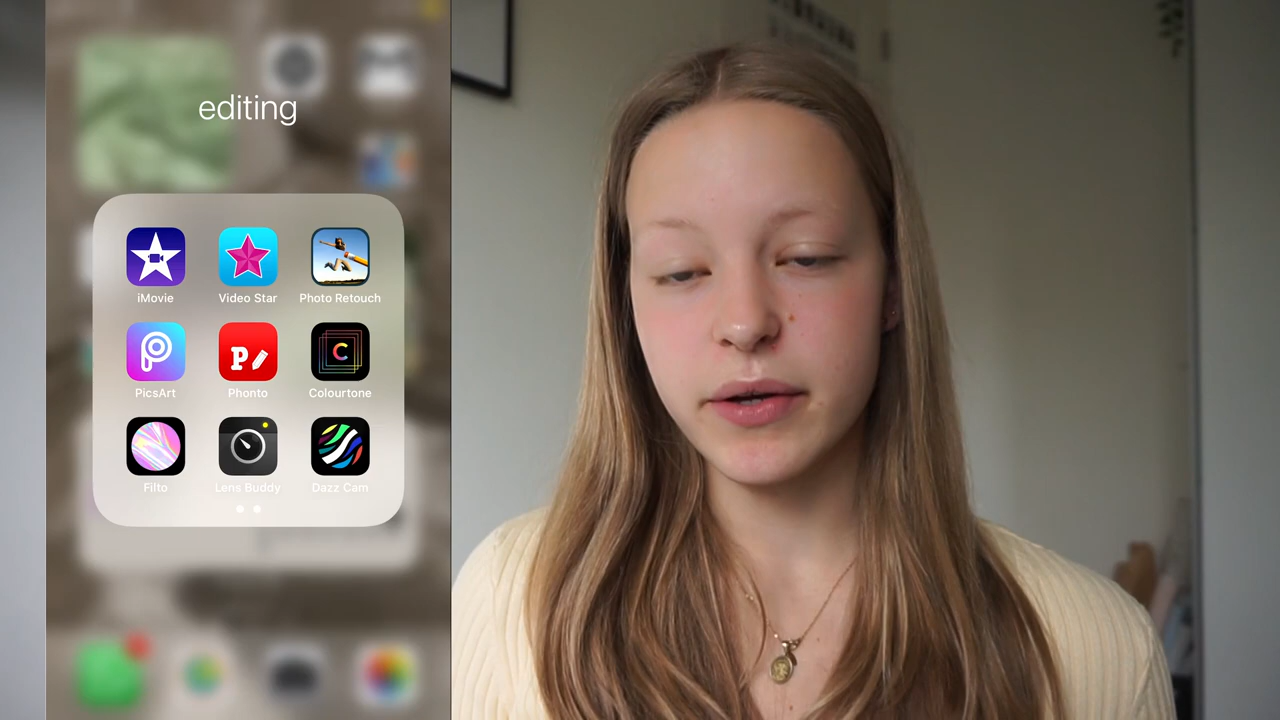 editing
iMovie
Video Star
Photo Retouch
PicsArt
Phonto
Colourtone
Filto
Lens Buddy
Dazz Cam